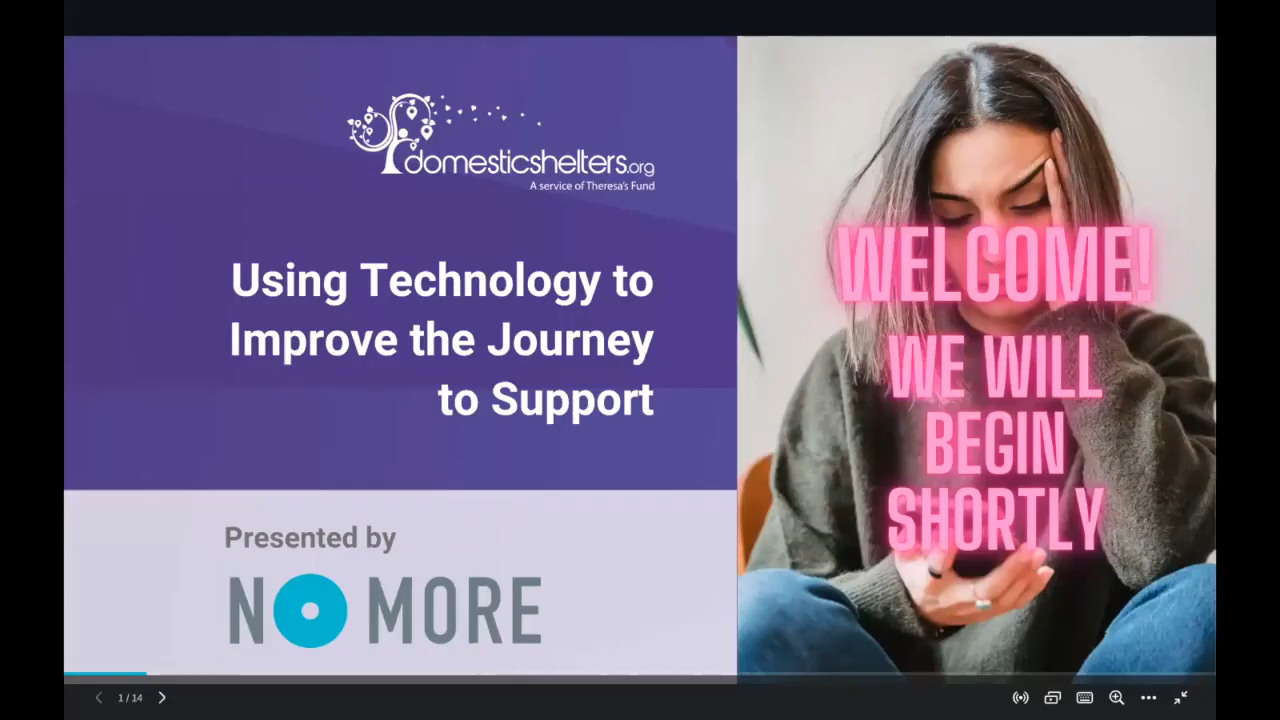 domesticshelters.org
A service of Theresa's Fund
Using Technology to
Improve the Journey
to Support
Presented by
NO MORE
WELCOME!
WE WILL
BEGIN
SHORTLY
1 / 14